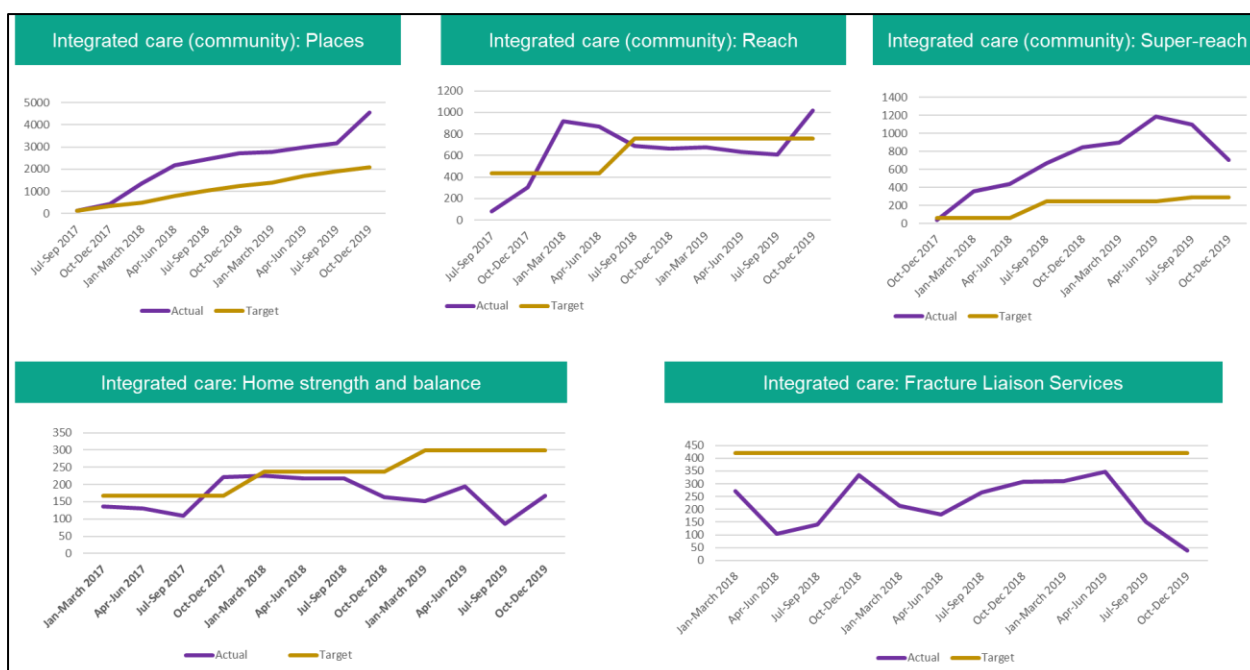 Integrated care (community): Places
5000
4000
3000
2000
1000
0
Jul-Sep 2017
Oct-Dec 2017
Jan-March 2018
Apr-Jun 2018
Jul-Sep 2018
Oct-Dec 2018
Jan-March 2019
Apr-Jun 2019
Jul-Sep 2019
Oct-Dec 2019
Actual Target
Integrated care (community): Reach
1200
1000
800
600
400
200
0
Jul-Sep 2017
Oct-Dec 2017
Jan-Mar 2018
Apr-Jun 2018
Jul-Sep 2018
Oct-Dec 2018
Jan-Mar 2019
Apr-Jun 2019
Jul-Sep 2019
Oct-Dec 2019
Actual Target
Integrated care (community): Super-reach
1400
1200
1000
800
600
400
200
0
Oct-Dec 2017
Jan-March 2018
Apr-Jun 2018
Jul-Sep 2018
Oct-Dec 2018
Jan-March 2019
Apr-Jun 2019
Jul-Sep 2019
Oct-Dec 2019
Actual Target
Integrated care: Home strength and balance
350
300
250
200
150
100
50
0
Jan-March 2017
Apr-Jun 2017
Jul-Sep 2017
Oct-Dec 2017
Jan-March 2018
Apr-Jun 2018
Jul-Sep 2018
Oct-Dec 2018
Jan-March 2019
Apr-Jun 2019
Jul-Sep 2019
Oct-Dec 2019
Actual Target
Integrated care: Fracture Liaison Services
450
400
350
300
250
200
150
100
50
0
Jan-March 2018
Apr-Jun 2018
Jul-Sep 2018
Oct-Dec 2018
Jan-March 2018
Apr-Jun 2018
Jul-Sep 2018
Oct-Dec 2018
Jan-March 2019
Apr-Jun 2019
Jul-Sep 2019
Oct-Dec 2019
Actual Target